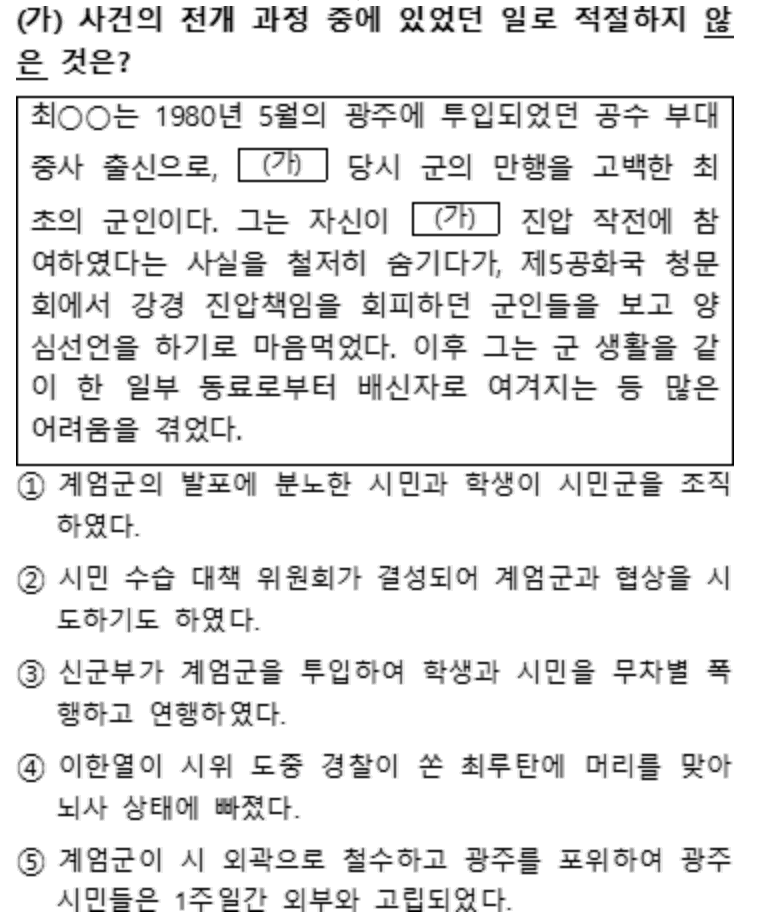 (가) 사건의 전개 과정 중에 있었던 일로 적절하지 않
은 것은?
최○○는 1980년 5월의 광주에 투입되었던 공수 부대
중사 출신으로, (가) 당시 군의 만행을 고백한 최
초의 군인이다. 그는 자신이 (가) 진압 작전에 참
여하였다는 사실을 철저히 숨기다가, 제5공화국 청문
회에서 강경 진압책임을 회피하던 군인들을 보고 양
심선언을 하기로 마음먹었다. 이후 그는 군 생활을 같
이 한 일부 동료로부터 배신자로 여겨지는 등 많은
어려움을 겪었다.
① 계엄군의 발포에 분노한 시민과 학생이 시민군을 조직
하였다.
② 시민 수습 대책 위원회가 결성되어 계엄군과 협상을 시
도하기도 하였다.
③ 신군부가 계엄군을 투입하여 학생과 시민을 무차별 폭
행하고 연행하였다.
④ 이한열이 시위 도중 경찰이 쏜 최루탄에 머리를 맞아
뇌사 상태에 빠졌다.
⑤ 계엄군이 시 외곽으로 철수하고 광주를 포위하여 광주
시민들은 1주일간 외부와 고립되었다.